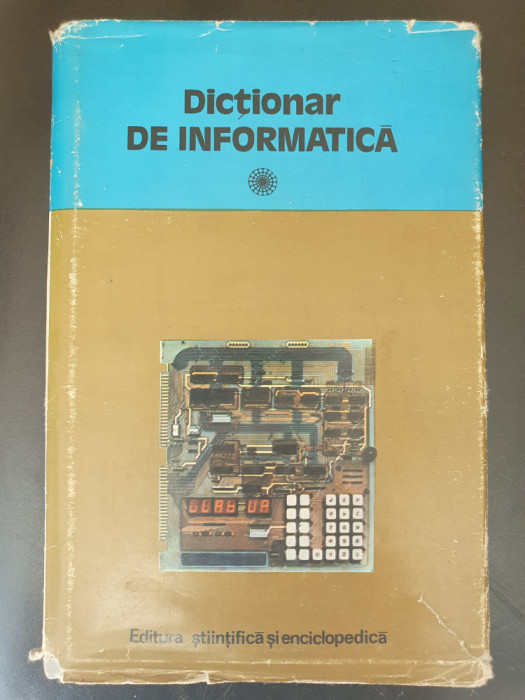 Dicționar
DE INFORMATICĂ
Editura științifică și enciclopedică